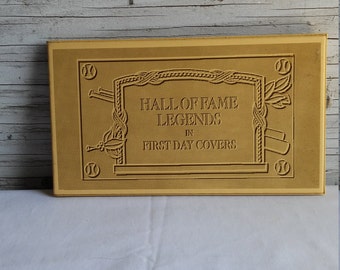 HALL OF FAME
LEGENDS
IN
FIRST DAY COVERS